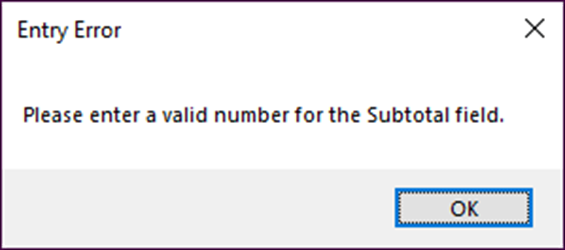 Entry Error
Please enter a valid number for the Subtotal field.
OK